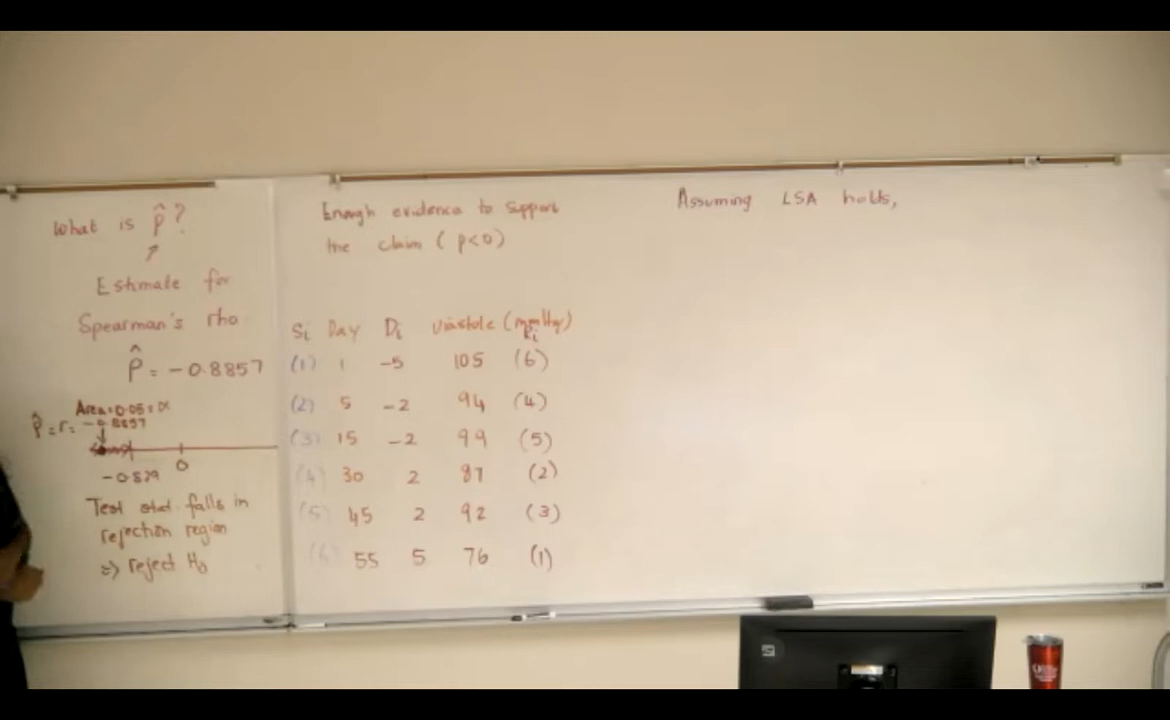 What is ρ̂?
Estimate for
Spearman's rho
ρ̂ = -0.8857
Area = 0.05 = α
ρ̂ = r = -0.8857
-0.829 0
Test stat. falls in
rejection region
=> reject H₀
Enough evidence to support
the claim (ρ<0)
Si Day Di (mmHg) Ri
(1) 1 -5 105 (6)
(2) 5 -2 94 (4)
(3) 15 -2 99 (5)
(4) 30 2 87 (2)
(5) 45 2 92 (3)
(6) 55 5 76 (1)
Assuming LSA holds,